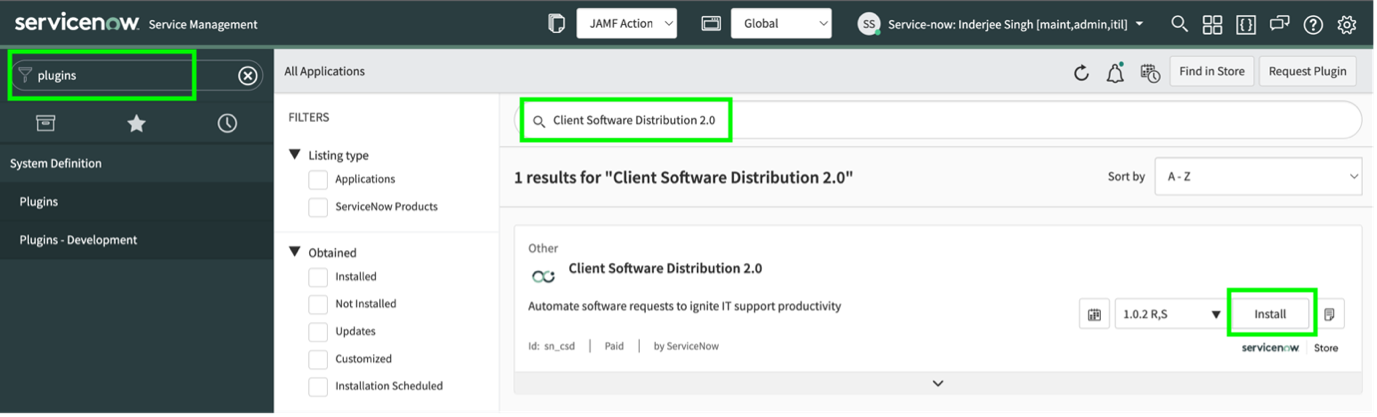 servicenow. Service Management
JAMF Action
Global
SS
Service-now: Inderjee Singh [maint,admin,itil]
plugins
All Applications
Find in Store
Request Plugin
FILTERS
Client Software Distribution 2.0
System Definition
Listing type
Applications
1 results for "Client Software Distribution 2.0"
Sort by
A - Z
Plugins
ServiceNow Products
Plugins - Development
Obtained
Other
Client Software Distribution 2.0
Installed
Not Installed
Automate software requests to ignite IT support productivity
1.0.2 R,S
Install
Updates
Id: sn_csd | Paid | by ServiceNow
servicenow. Store
Customized
Installation Scheduled